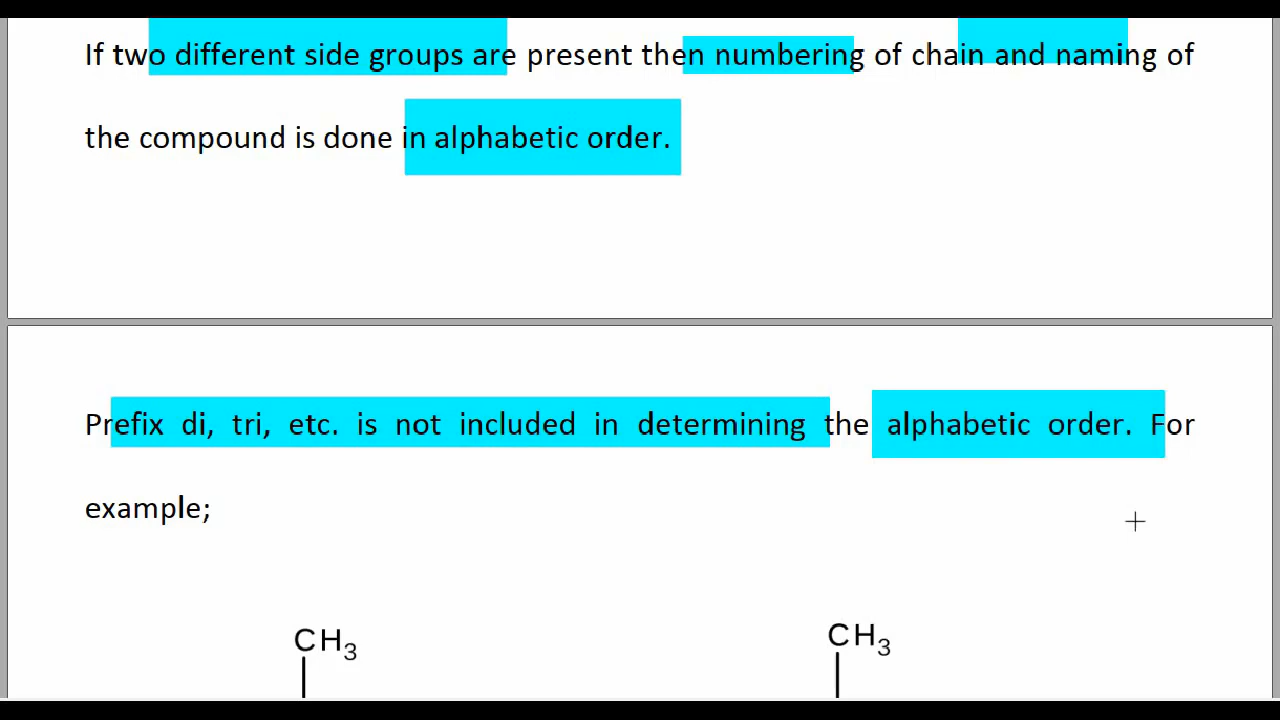 If two different side groups are present then numbering of chain and naming of
the compound is done in alphabetic order.
Prefix di, tri, etc. is not included in determining the alphabetic order. For
example;
CH3 CH3